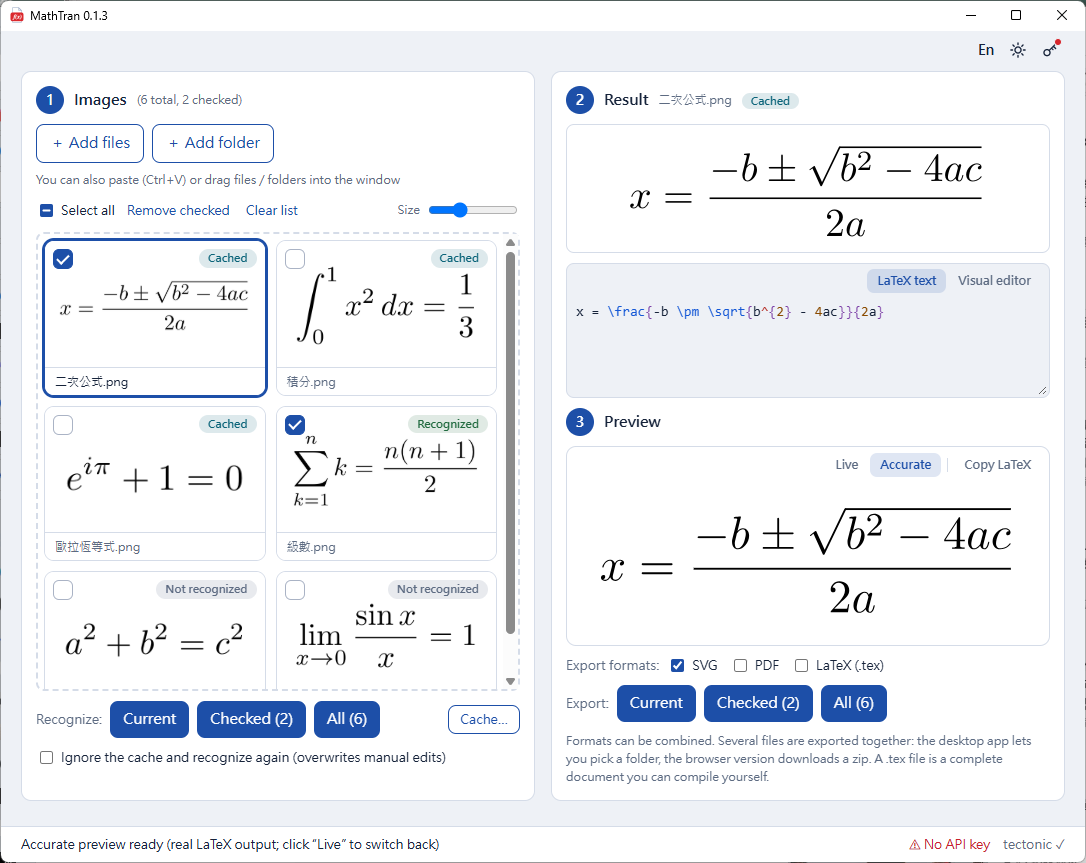 MathTran 0.1.3
En
1 Images (6 total, 2 checked)
+ Add files + Add folder
You can also paste (Ctrl+V) or drag files / folders into the window
Select all Remove checked Clear list Size
Cached
x = \frac{-b \pm \sqrt{b^2 - 4ac}}{2a}
二次公式.png
Cached
\int_0^1 x^2 dx = \frac{1}{3}
積分.png
Cached
e^{i\pi} + 1 = 0
歐拉恆等式.png
Recognized
\sum_{k=1}^{n} k = \frac{n(n+1)}{2}
級數.png
Not recognized
a^2 + b^2 = c^2
Not recognized
\lim_{x \to 0} \frac{\sin x}{x} = 1
Recognize: Current Checked (2) All (6) Cache...
Ignore the cache and recognize again (overwrites manual edits)
2 Result 二次公式.png Cached
x = \frac{-b \pm \sqrt{b^2 - 4ac}}{2a}
LaTeX text Visual editor
x = \frac{-b \pm \sqrt{b^{2} - 4ac}}{2a}
3 Preview
Live Accurate Copy LaTeX
x = \frac{-b \pm \sqrt{b^2 - 4ac}}{2a}
Export formats: SVG PDF LaTeX (.tex)
Export: Current Checked (2) All (6)
Formats can be combined. Several files are exported together: the desktop app lets
you pick a folder, the browser version downloads a zip. A .tex file is a complete
document you can compile yourself.
Accurate preview ready (real LaTeX output; click “Live” to switch back)
⚠ No API key tectonic ✓